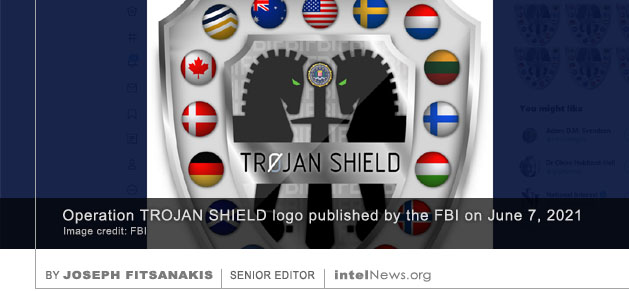 You might like
TRØJAN SHIELD
Operation TROJAN SHIELD logo published by the FBI on June 7, 2021
Image credit: FBI
BY JOSEPH FITSANAKIS | SENIOR EDITOR | intelNews.org